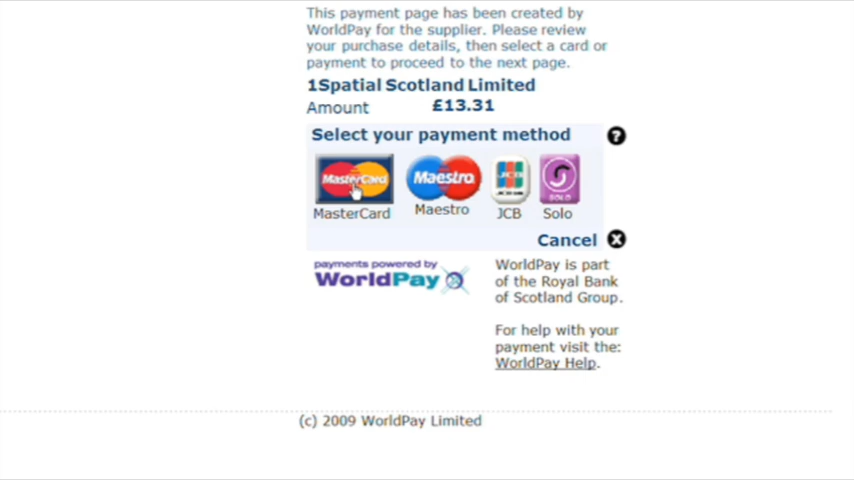 This payment page has been created by
WorldPay for the supplier. Please review
your purchase details, then select a card or
payment to proceed to the next page.
1Spatial Scotland Limited
Amount £13.31
Select your payment method ?
MasterCard Maestro JCB SOLO
MasterCard Maestro JCB Solo
Cancel X
payments powered by
WorldPay
WorldPay is part
of the Royal Bank
of Scotland Group.
For help with your
payment visit the:
WorldPay Help.
(c) 2009 WorldPay Limited